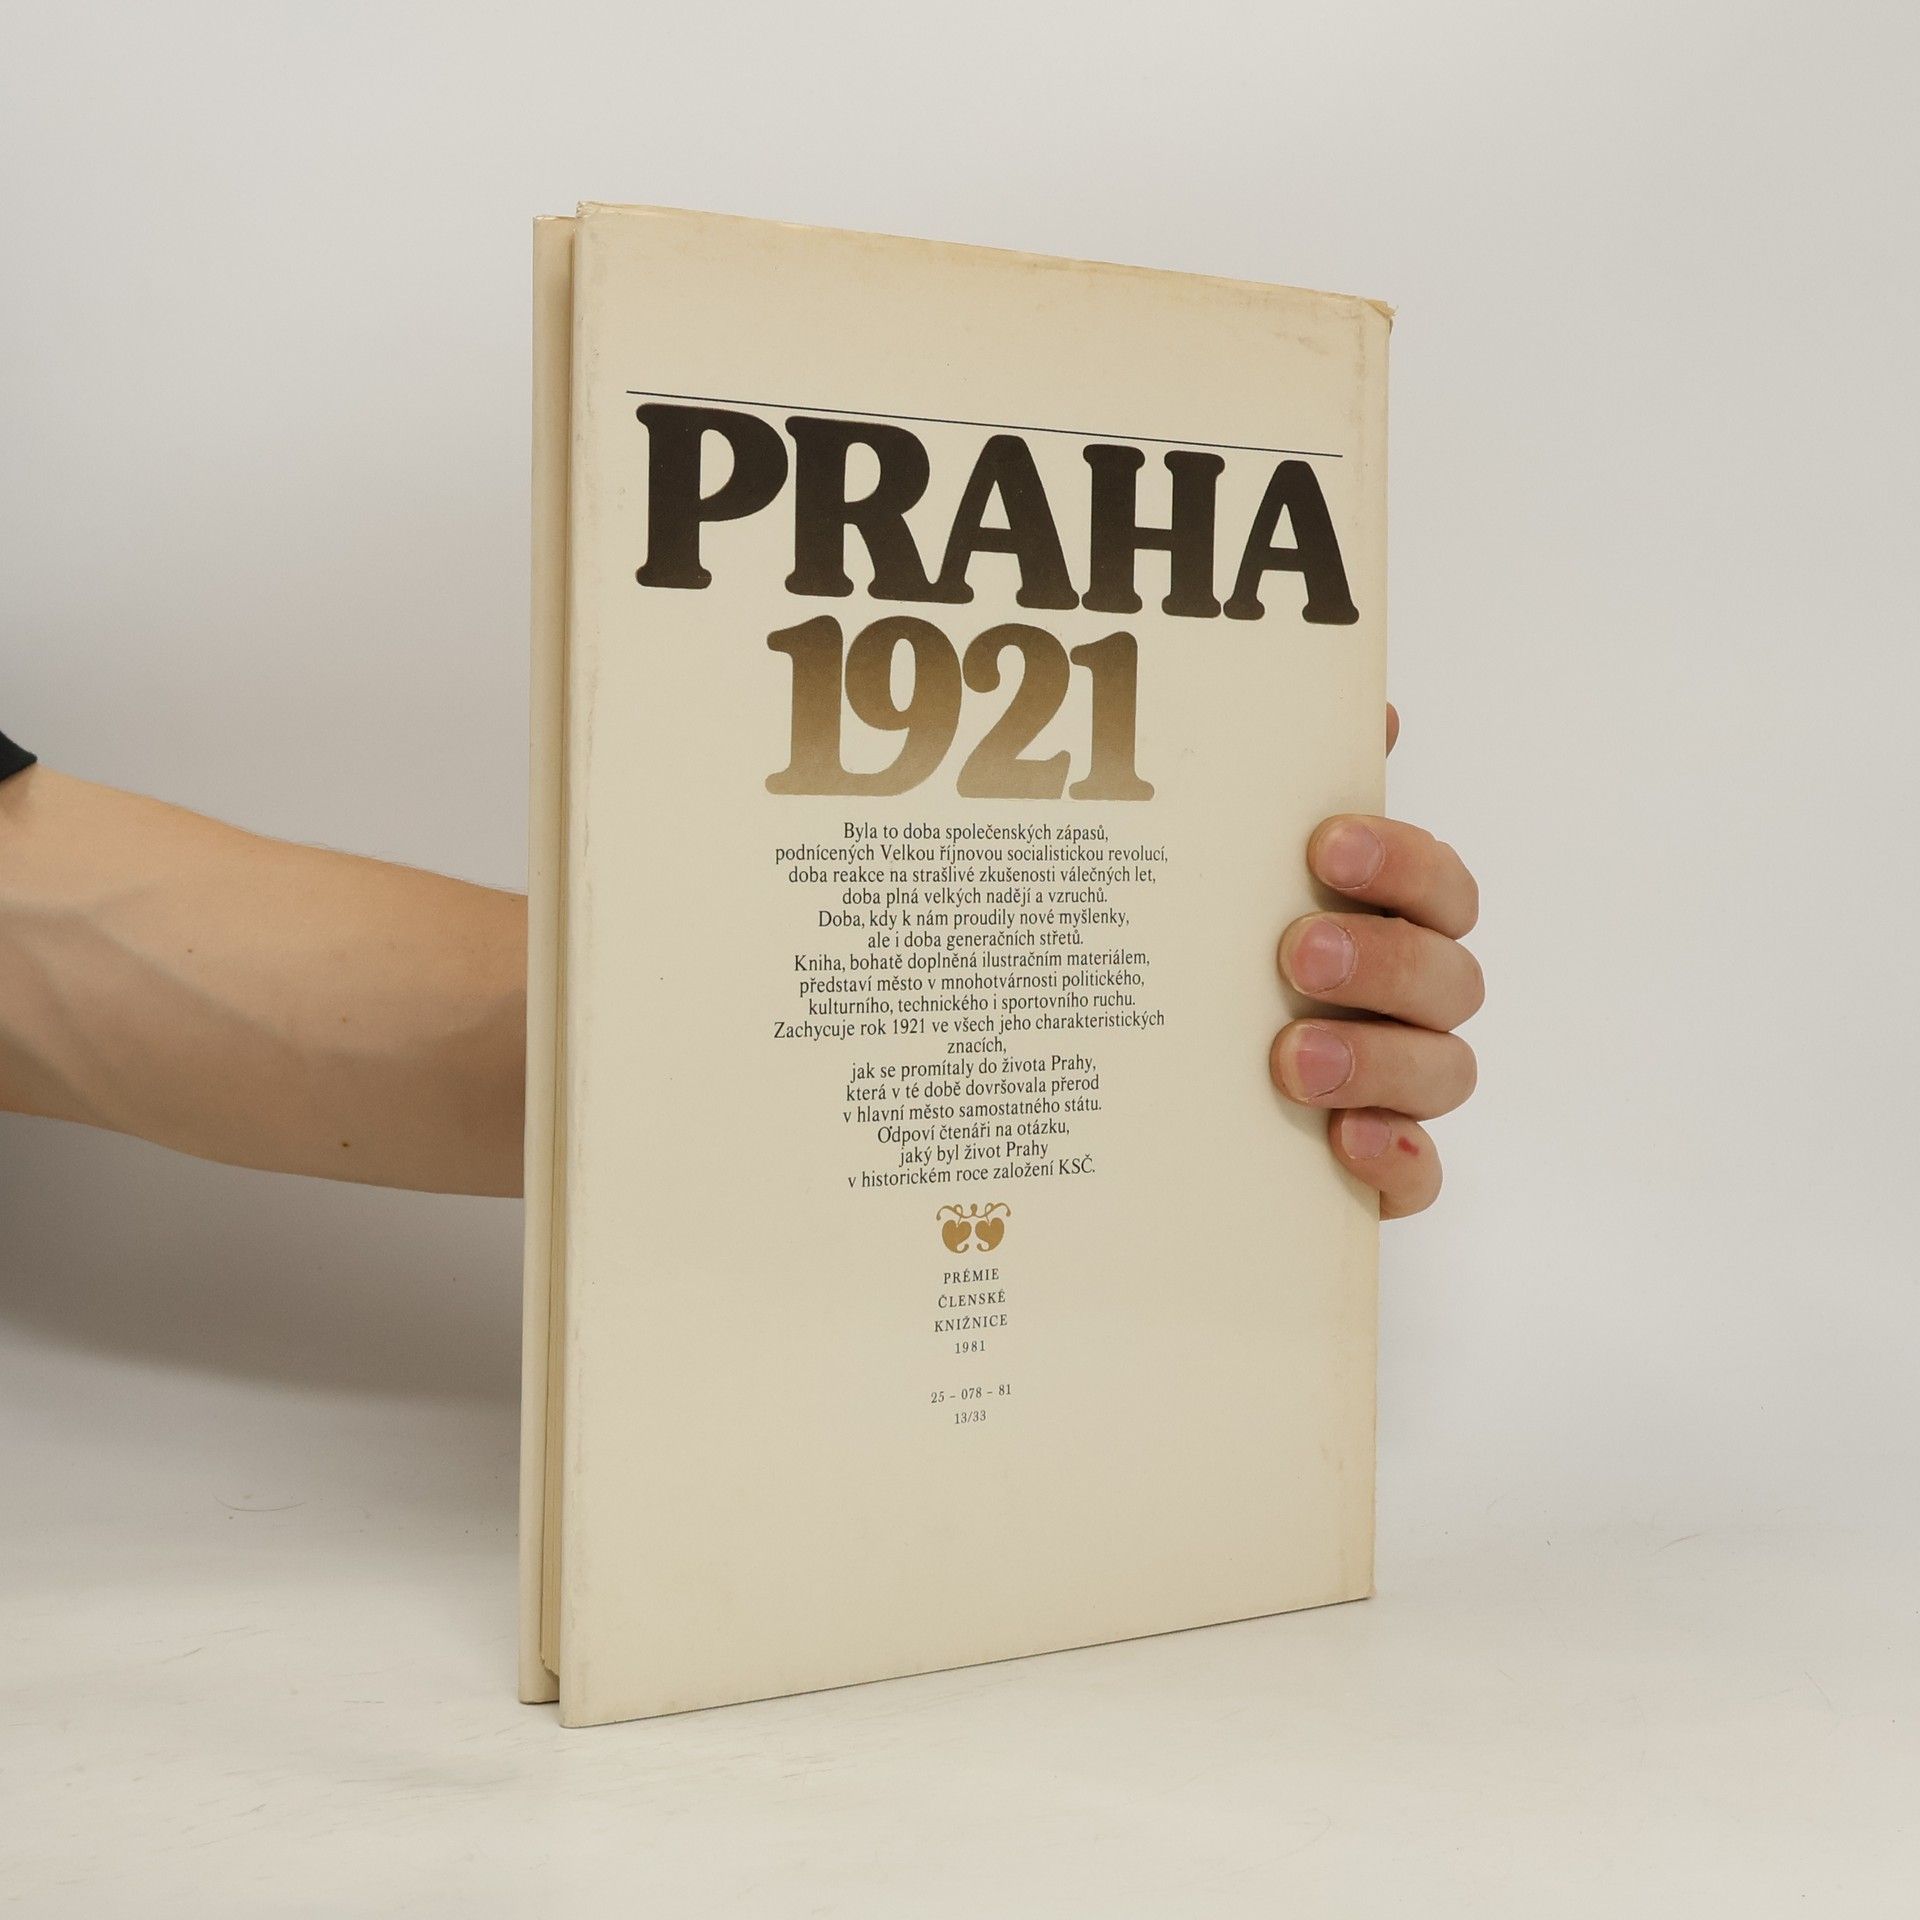 PRAHA
1921
Byla to doba společenských zápasů,
podnícených Velkou říjnovou socialistickou revolucí,
doba reakce na strašlivé zkušenosti válečných let,
doba plná velkých nadějí a vzruchů.
Doba, kdy k nám proudily nové myšlenky,
ale i doba generačních střetů.
Kniha, bohatě doplněná ilustračním materiálem,
představí město v mnohotvárnosti politického,
kulturního, technického i sportovního ruchu.
Zachycuje rok 1921 ve všech jeho charakteristických
znacích,
jak se promítaly do života Prahy,
která v té době dovršovala přerod
v hlavní město samostatného státu.
Odpoví čtenáři na otázku,
jaký byl život Prahy
v historickém roce založení KSČ.
PRÉMIE
ČLENSKÉ
KNIŽNICE
1981
25 – 078 – 81
13/33